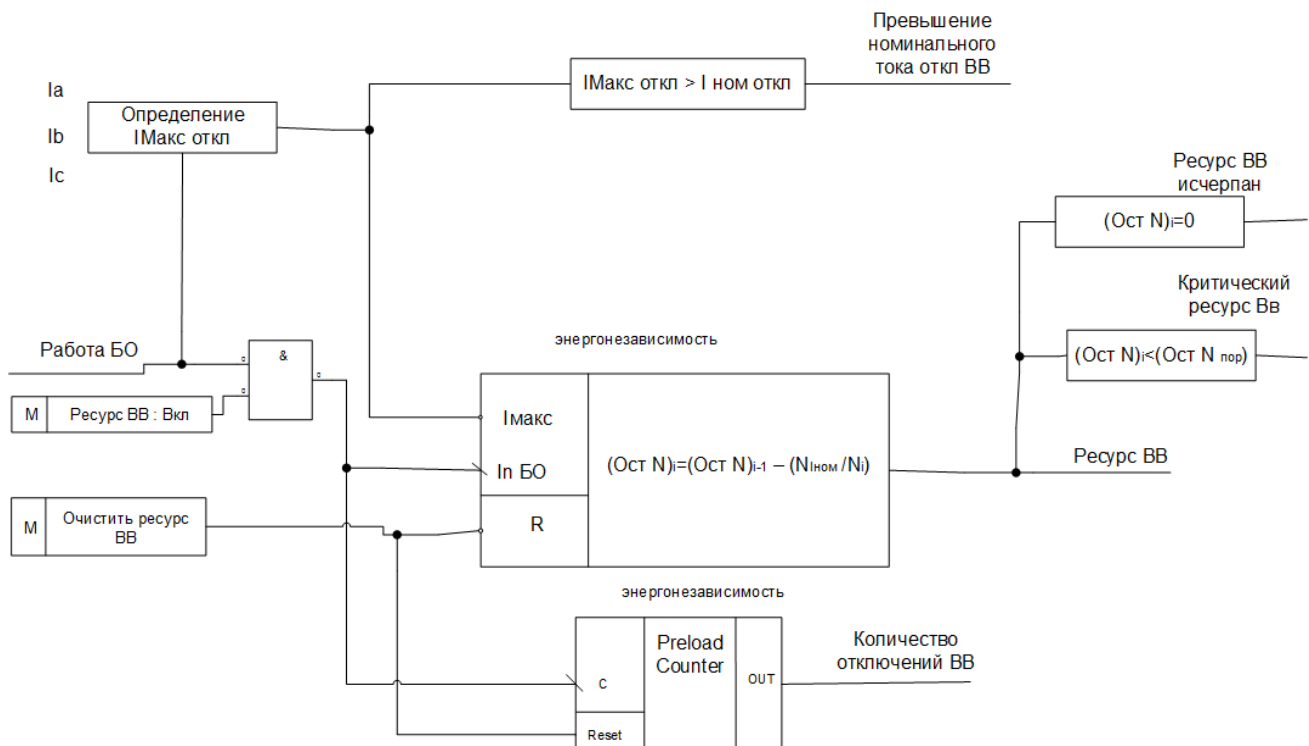 Превышение
номинального
тока откл ВВ
Ia
Ib
Ic
Определение
IМакс откл
IМакс откл > I ном откл
Ресурс ВВ
исчерпан
(Ост N)i=0
Критический
ресурс Вв
(Ост N)i<(Ост N пор)
Работа БО
&
М Ресурс ВВ : Вкл
энергонезависимость
Iмакс
In БО
R
(Ост N)i=(Ост N)i-1 – (NIном/Ni)
Ресурс ВВ
М Очистить ресурс
ВВ
энергонезависимость
C
Reset
Preload
Counter
OUT
Количество
отключений ВВ